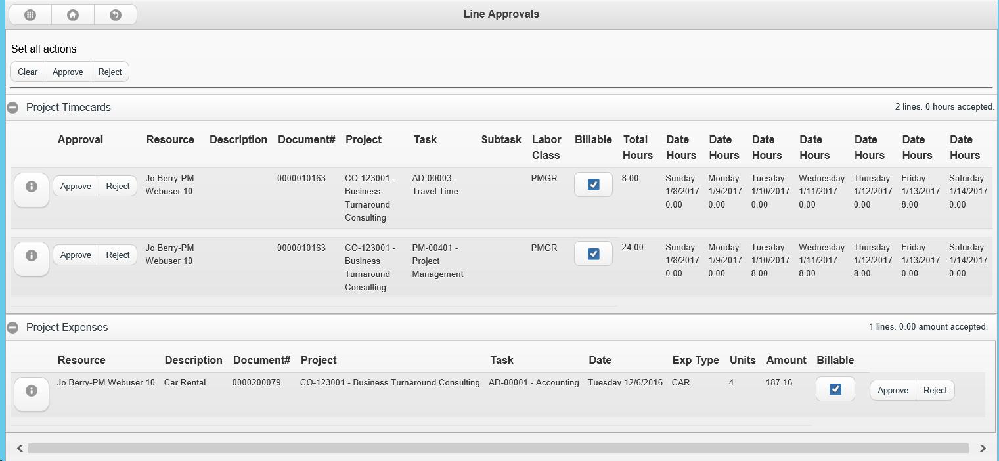 Line Approvals
Set all actions
Clear Approve Reject
Project Timecards 2 lines. 0 hours accepted.
Approval Resource Description Document# Project Task Subtask Labor Class Billable Total Hours Date Hours Date Hours Date Hours Date Hours Date Hours Date Hours Date Hours
Approve Reject Jo Berry-PM 0000010163 CO-123001 - AD-00003 - PMGR 8.00 Sunday Monday Tuesday Wednesday Thursday Friday Saturday
Webuser 10 Business Travel Time 1/8/2017 1/9/2017 1/10/2017 1/11/2017 1/12/2017 1/13/2017 1/14/2017
Turnaround 0.00 0.00 0.00 0.00 0.00 8.00 0.00
Consulting
Approve Reject Jo Berry-PM 0000010163 CO-123001 - PM-00401 - PMGR 24.00 Sunday Monday Tuesday Wednesday Thursday Friday Saturday
Webuser 10 Business Project 1/8/2017 1/9/2017 1/10/2017 1/11/2017 1/12/2017 1/13/2017 1/14/2017
Turnaround Management 0.00 0.00 8.00 8.00 8.00 0.00 0.00
Consulting
Project Expenses 1 lines. 0.00 amount accepted.
Resource Description Document# Project Task Date Exp Type Units Amount Billable
Jo Berry-PM Webuser 10 Car Rental 0000200079 CO-123001 - Business Turnaround Consulting AD-00001 - Accounting Tuesday 12/6/2016 CAR 4 187.16 Approve Reject